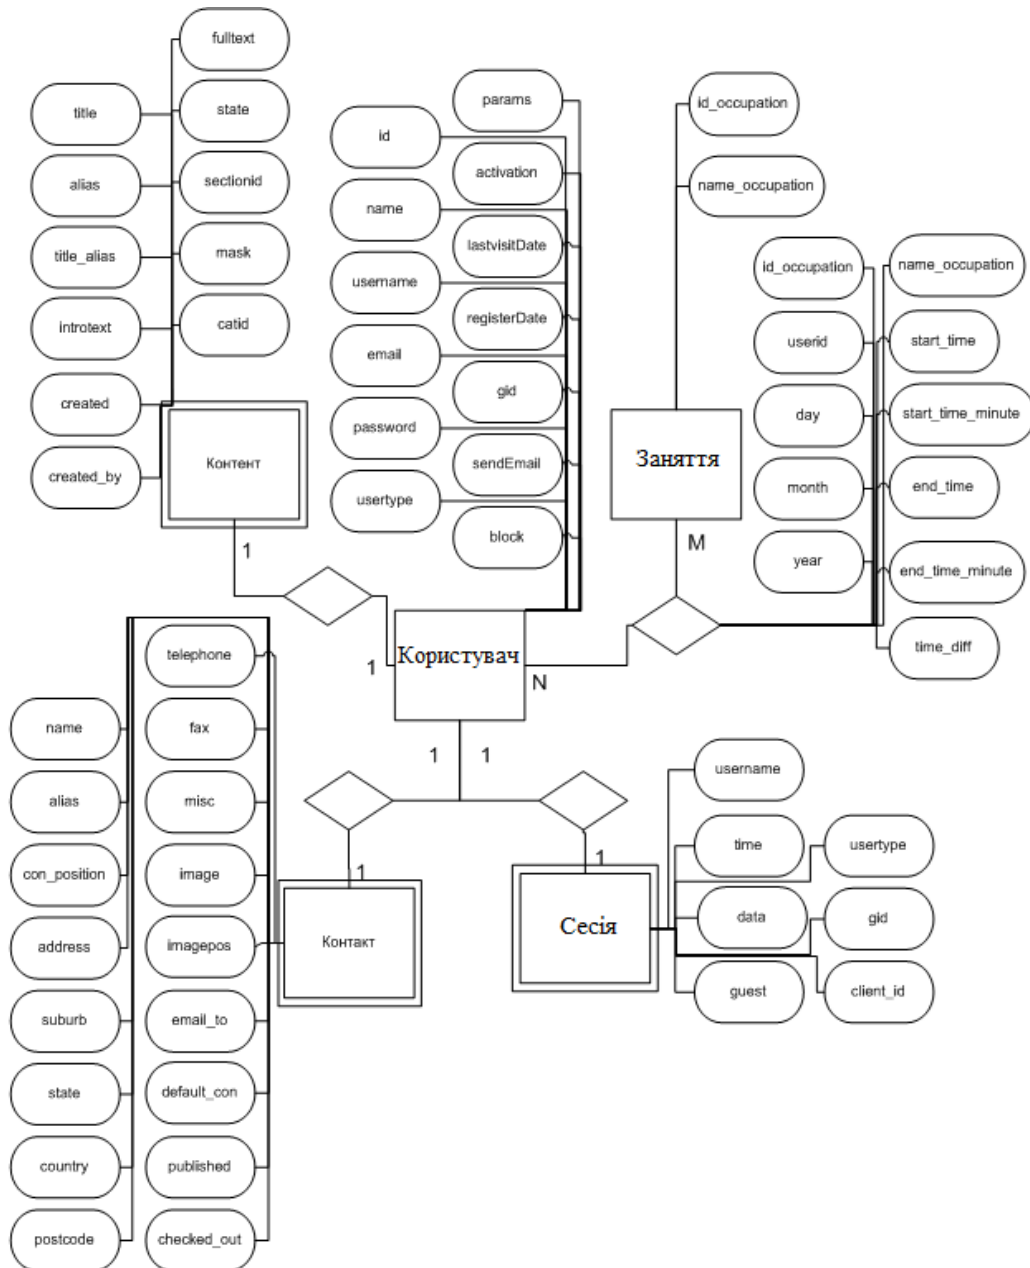 fulltext
title
state
alias
sectionid
title_alias
mask
introtext
catid
created
created_by
Контент
params
id
activation
name
lastvisitDate
username
registerDate
email
gid
password
sendEmail
usertype
block
id_occupation
name_occupation
Заняття
id_occupation
name_occupation
userid
start_time
day
start_time_minute
month
end_time
year
end_time_minute
time_diff
1
M
Користувач
1
N
1
1
telephone
name
fax
alias
misc
con_position
image
address
imagepos
suburb
email_to
state
default_con
country
published
postcode
checked_out
1
Контакт
1
Сесія
username
time
usertype
data
gid
guest
client_id